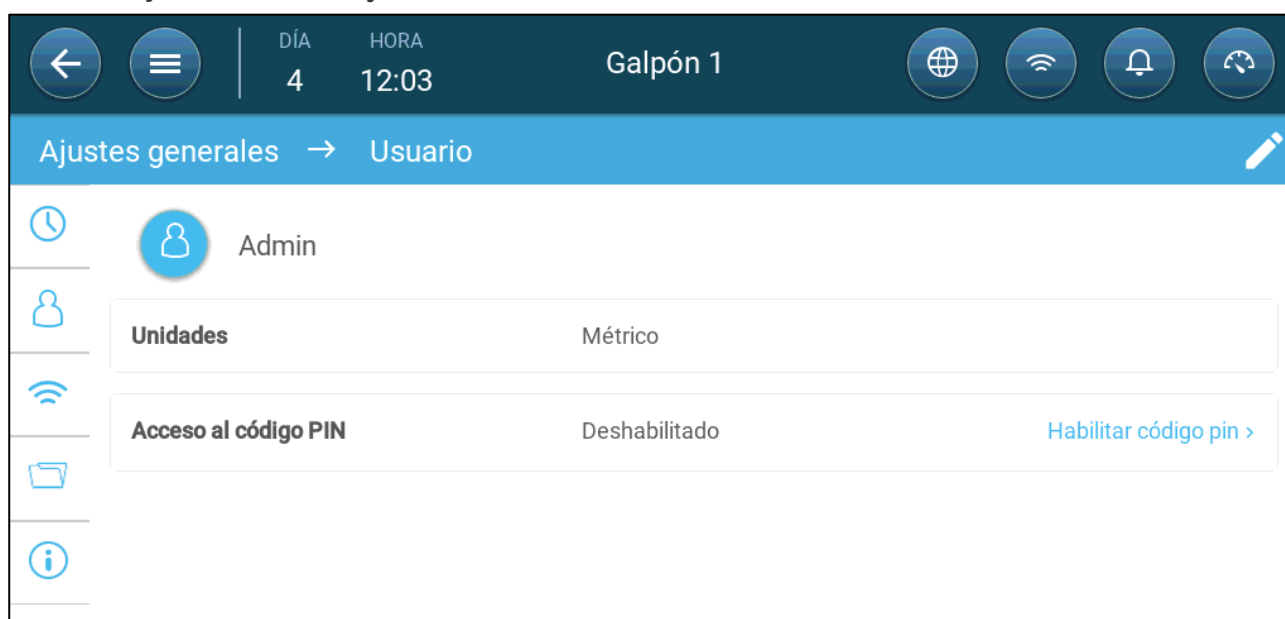 DÍA HORA
4 12:03 Galpón 1
Ajustes generales → Usuario
Admin
Unidades Métrico
Acceso al código PIN Deshabilitado Habilitar código pin >